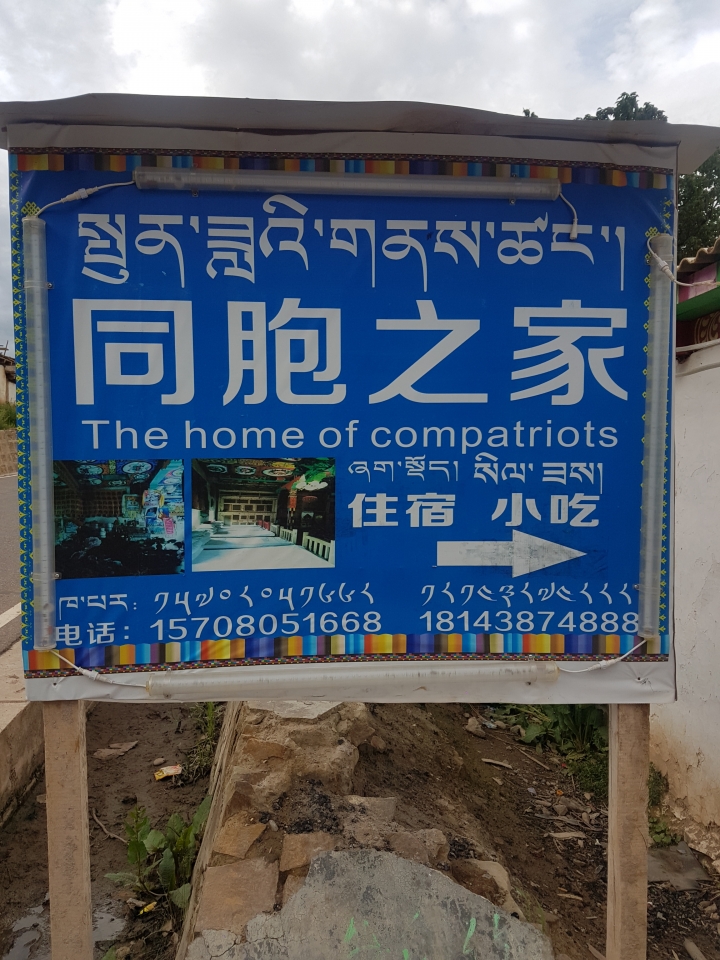 སྤུན་ཟླའི་གནས་ཚང་།
同胞之家
The home of compatriots
ཞག་སྡོད། སིལ་ཟས།
住宿 小吃
ཁ་པར: ༡༥༧༠༨༠༥༡༦༦༨ ༡༨༡༤༣༨༧༤༨༨༨
电话: 15708051668 18143874888